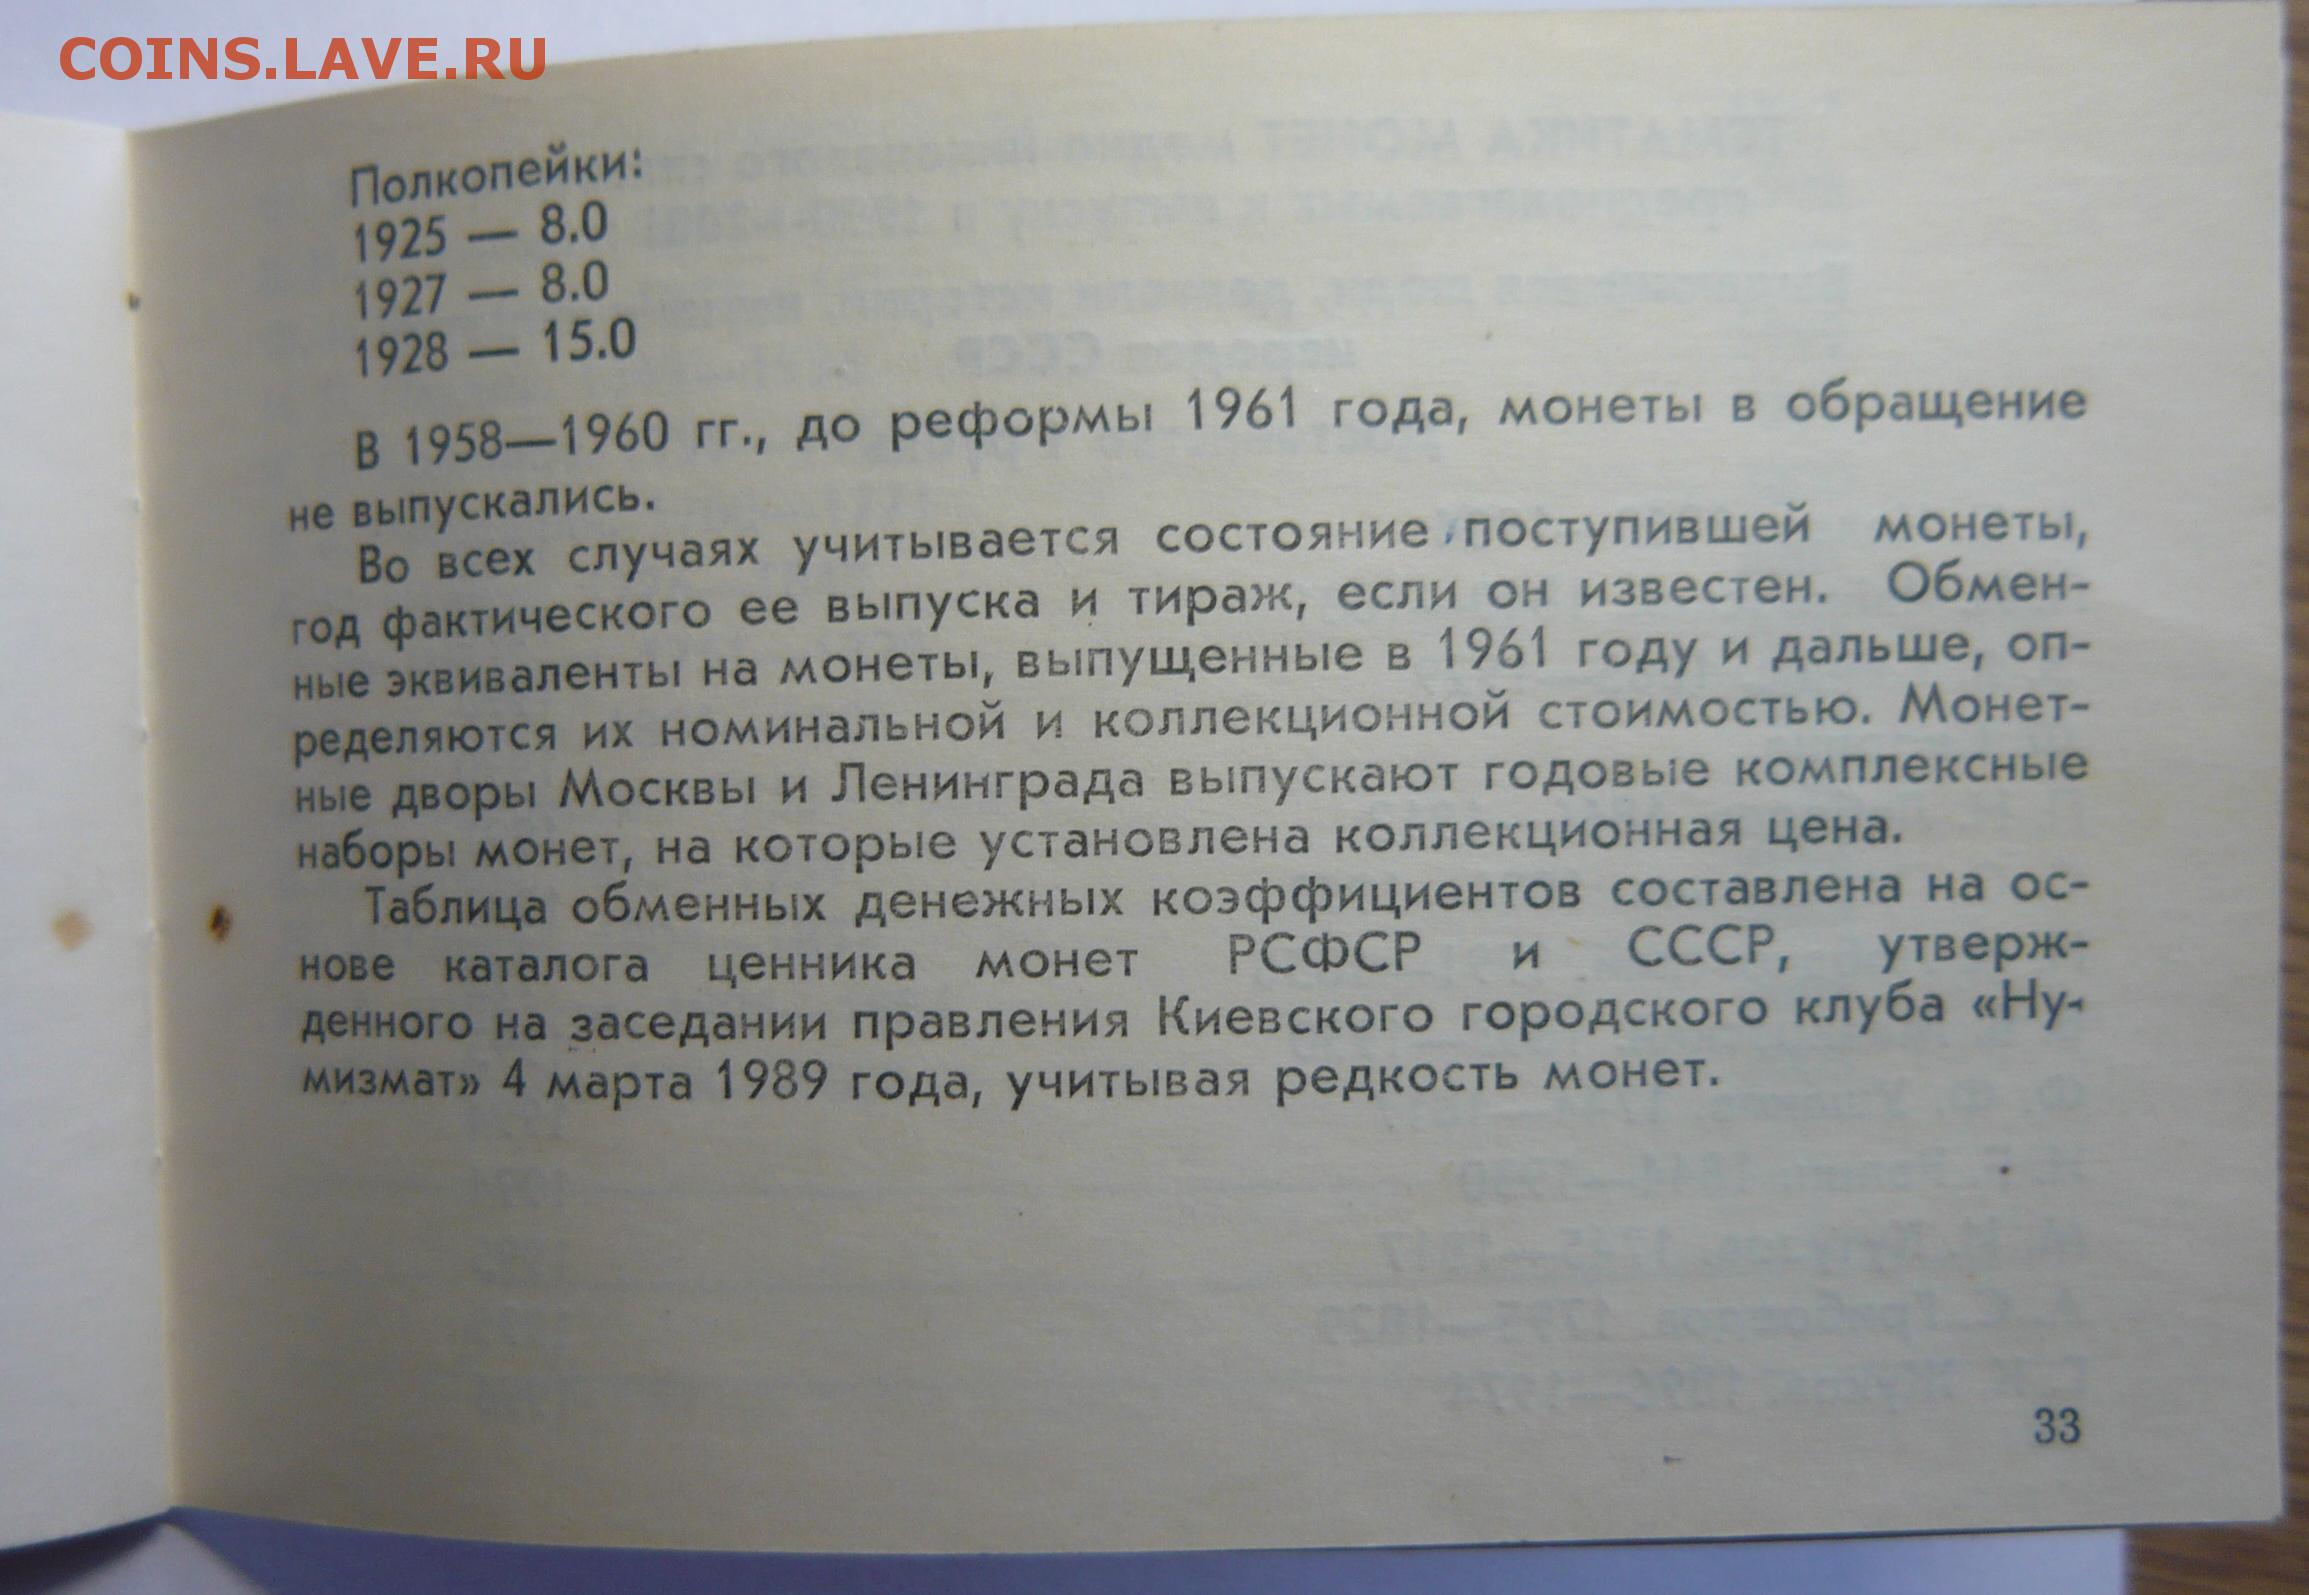 COINS.LAVE.RU
Полкопейки:
1925 — 8.0
1927 — 8.0
1928 — 15.0
В 1958—1960 гг., до реформы 1961 года, монеты в обращение
не выпускались.
Во всех случаях учитывается состояние поступившей монеты,
год фактического ее выпуска и тираж, если он известен. Обмен-
ные эквиваленты на монеты, выпущенные в 1961 году и дальше, оп-
ределяются их номинальной и коллекционной стоимостью. Монет-
ные дворы Москвы и Ленинграда выпускают годовые комплексные
наборы монет, на которые установлена коллекционная цена.
Таблица обменных денежных коэффициентов составлена на ос-
нове каталога ценника монет РСФСР и СССР, утверж-
денного на заседании правления Киевского городского клуба «Ну-
мизмат» 4 марта 1989 года, учитывая редкость монет.
33